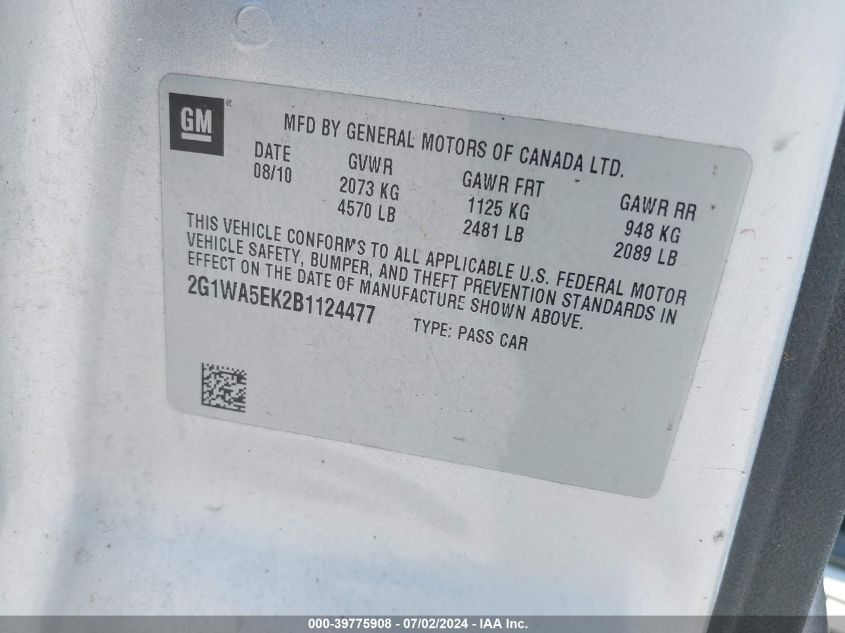 GM ®
MFD BY GENERAL MOTORS OF CANADA LTD.
DATE GVWR GAWR FRT GAWR RR
08/10 2073 KG 1125 KG 948 KG
4570 LB 2481 LB 2089 LB
THIS VEHICLE CONFORMS TO ALL APPLICABLE U.S. FEDERAL MOTOR
VEHICLE SAFETY, BUMPER, AND THEFT PREVENTION STANDARDS IN
EFFECT ON THE DATE OF MANUFACTURE SHOWN ABOVE.
2G1WA5EK2B1124477 TYPE: PASS CAR
000-39775908 - 07/02/2024 - IAA Inc.